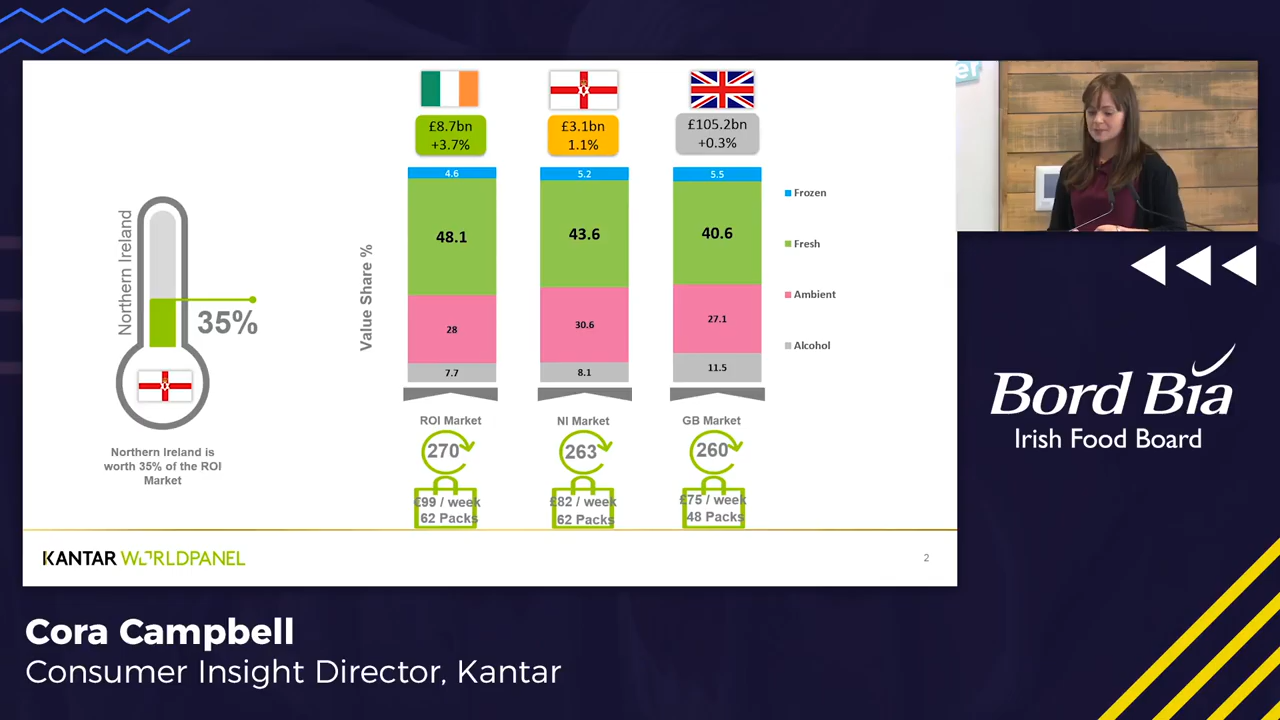 £8.7bn
+3.7%
£3.1bn
1.1%
£105.2bn
+0.3%
Northern Ireland
35%
Northern Ireland is
worth 35% of the ROI
Market
Value Share %
4.6
48.1
28
7.7
5.2
43.6
30.6
8.1
5.5
40.6
27.1
11.5
Frozen
Fresh
Ambient
Alcohol
ROI Market
NI Market
GB Market
270
263
260
€99 / week
62 Packs
£82 / week
62 Packs
£75 / week
48 Packs
KANTAR WORLDPANEL
2
er
Bord Bia
Irish Food Board
Cora Campbell
Consumer Insight Director, Kantar